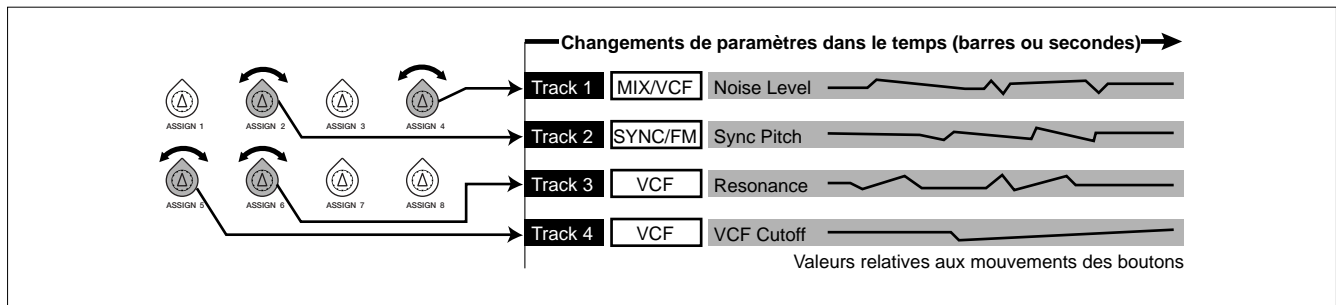 Changements de paramètres dans le temps (barres ou secondes)
Track 1 MIX/VCF Noise Level
ASSIGN 1 ASSIGN 2 ASSIGN 3 ASSIGN 4
Track 2 SYNC/FM Sync Pitch
Track 3 VCF Resonance
ASSIGN 5 ASSIGN 6 ASSIGN 7 ASSIGN 8
Track 4 VCF VCF Cutoff
Valeurs relatives aux mouvements des boutons